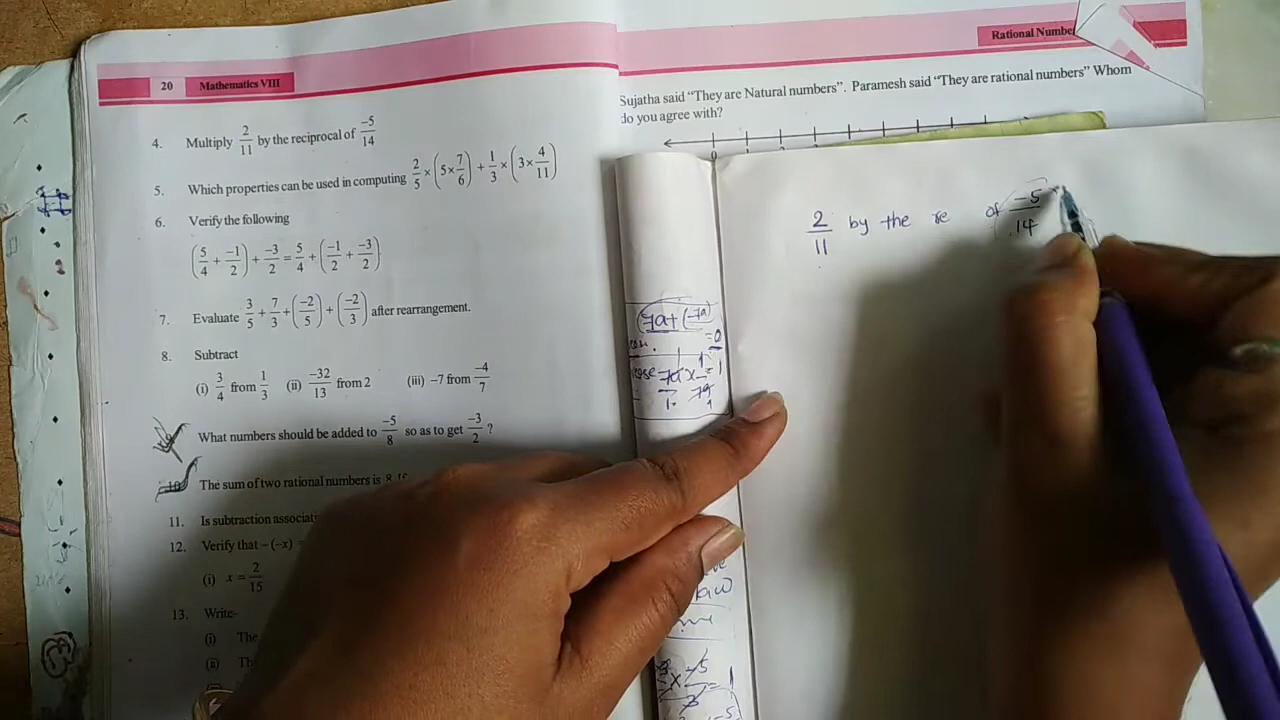 20 Mathematics VIII
4. Multiply 2/11 by the reciprocal of -5/14
5. Which properties can be used in computing 2/5 × (5 × 7/6) + 1/3 × (3 × 4/11)
6. Verify the following
(5/4 + -1/2) + -3/2 = 5/4 + (-1/2 + -3/2)
7. Evaluate 3/5 + 7/3 + (-2/5) + (-2/3) after rearrangement.
8. Subtract
(i) 3/4 from 1/3 (ii) -32/13 from 2 (iii) -7 from -4/7
What numbers should be added to -5/8 so as to get -3/2 ?
10. The sum of two rational numbers is 8
11. Is subtraction
12. Verify that -(-x) =
(i) x = 2/15
13. Write-
(i) The
(ii)
Rational
Sujatha said “They are Natural numbers”. Paramesh said “They are rational numbers” Whom
do you agree with?
0
2/11 by the re of -5/14
7a + (-7a)
= 0